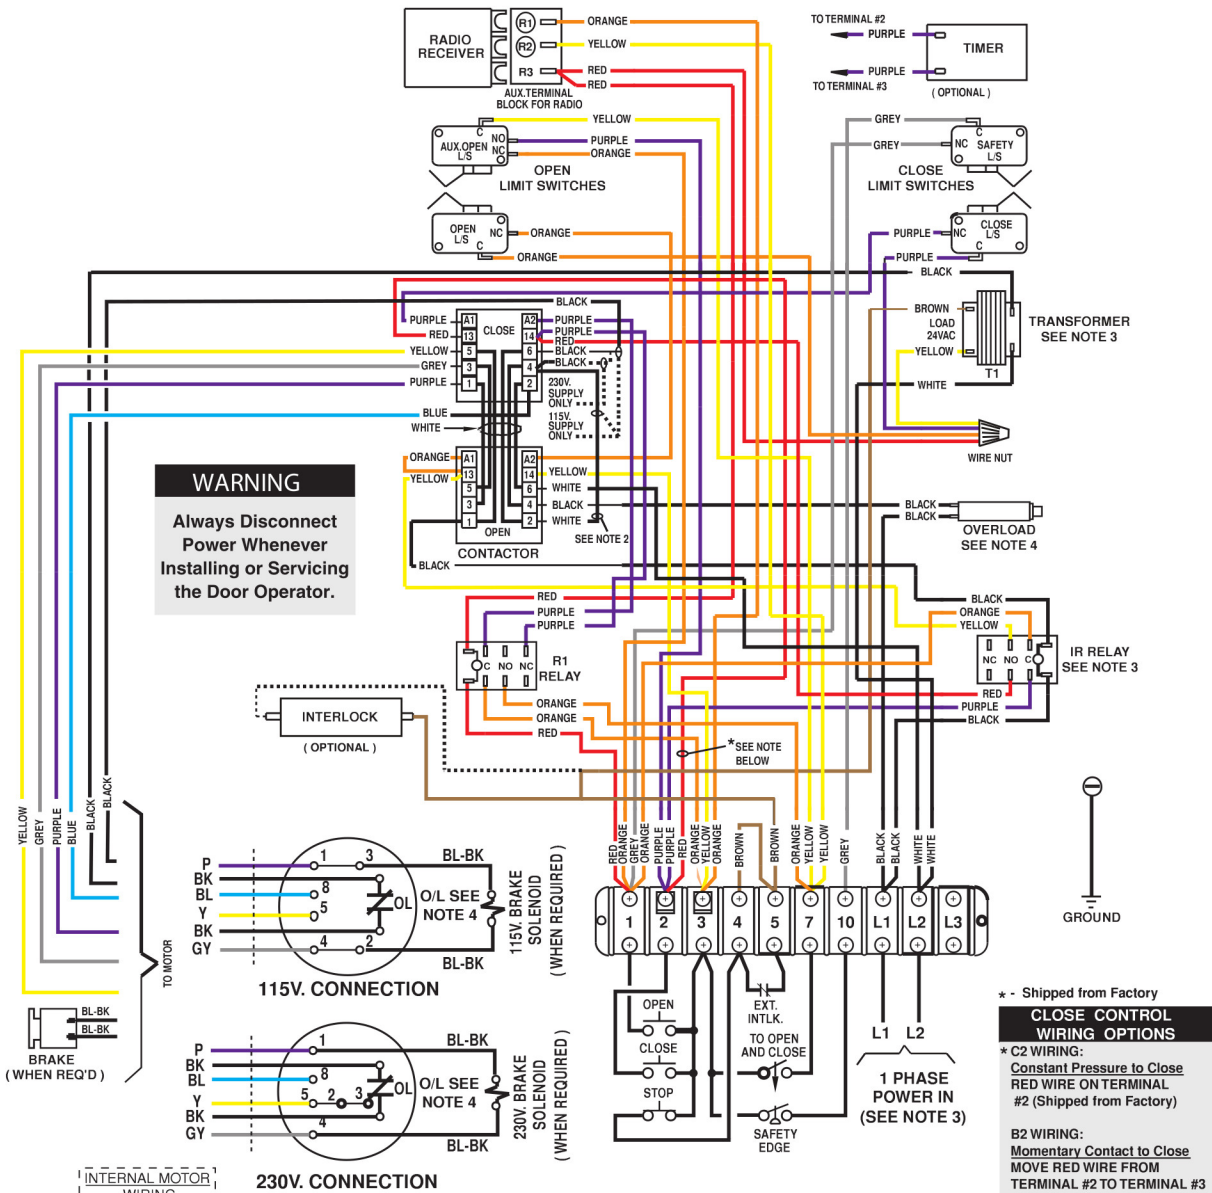 RADIO
RECEIVER
R1
R2
R3
AUX.TERMINAL
BLOCK FOR RADIO
ORANGE
YELLOW
RED
RED
TO TERMINAL #2
PURPLE
PURPLE
TO TERMINAL #3
TIMER
( OPTIONAL )
C
NO
NC
AUX.OPEN
L/S
YELLOW
PURPLE
ORANGE
OPEN
LIMIT SWITCHES
OPEN
L/S
NC
C
ORANGE
ORANGE
GREY
GREY
C
NC
SAFETY
L/S
CLOSE
LIMIT SWITCHES
PURPLE
NC
CLOSE
L/S
C
PURPLE
BLACK
BROWN
LOAD
24VAC
YELLOW
T1
TRANSFORMER
SEE NOTE 3
WHITE
WIRE NUT
BLACK
PURPLE
RED
YELLOW
GREY
PURPLE
A1
13
5
3
1
CLOSE
A2
14
6
4
2
PURPLE
PURPLE
RED
BLACK
BLACK
230V.
SUPPLY
ONLY
115V.
SUPPLY
ONLY
BLUE
WHITE
ORANGE
YELLOW
A1
13
5
3
1
A2
14
6
4
2
OPEN
CONTACTOR
YELLOW
WHITE
BLACK
WHITE
SEE NOTE 2
BLACK
BLACK
BLACK
OVERLOAD
SEE NOTE 4
WARNING
Always Disconnect
Power Whenever
Installing or Servicing
the Door Operator.
RED
PURPLE
PURPLE
C
NO
NC
R1
RELAY
ORANGE
ORANGE
RED
BLACK
ORANGE
YELLOW
NC
NO
C
IR RELAY
SEE NOTE 3
RED
PURPLE
BLACK
INTERLOCK
( OPTIONAL )
* SEE NOTE
BELOW
YELLOW
GREY
PURPLE
BLUE
BLACK
BLACK
TO MOTOR
RED
ORANGE
GREY
ORANGE
PURPLE
PURPLE
RED
ORANGE
YELLOW
ORANGE
BROWN
BROWN
ORANGE
YELLOW
YELLOW
GREY
BLACK
BLACK
WHITE
WHITE
1
2
3
4
5
7
10
L1
L2
L3
GROUND
P
BK
BL
Y
BK
GY
1
3
8
5
4
2
OL
BL-BK
O/L SEE
NOTE 4
BL-BK
115V. BRAKE
SOLENOID
( WHEN REQUIRED )
115V. CONNECTION
BL-BK
BL-BK
BRAKE
( WHEN REQ'D )
P
BK
BL
Y
BK
GY
1
8
5
2
3
4
OL
BL-BK
O/L SEE
NOTE 4
BL-BK
230V. BRAKE
SOLENOID
( WHEN REQUIRED )
230V. CONNECTION
INTERNAL MOTOR
WIRING
OPEN
CLOSE
STOP
EXT.
INTLK.
TO OPEN
AND CLOSE
SAFETY
EDGE
L1
L2
1 PHASE
POWER IN
(SEE NOTE 3)
* - Shipped from Factory
CLOSE CONTROL
WIRING OPTIONS
* C2 WIRING:
Constant Pressure to Close
RED WIRE ON TERMINAL
#2 (Shipped from Factory)
B2 WIRING:
Momentary Contact to Close
MOVE RED WIRE FROM
TERMINAL #2 TO TERMINAL #3